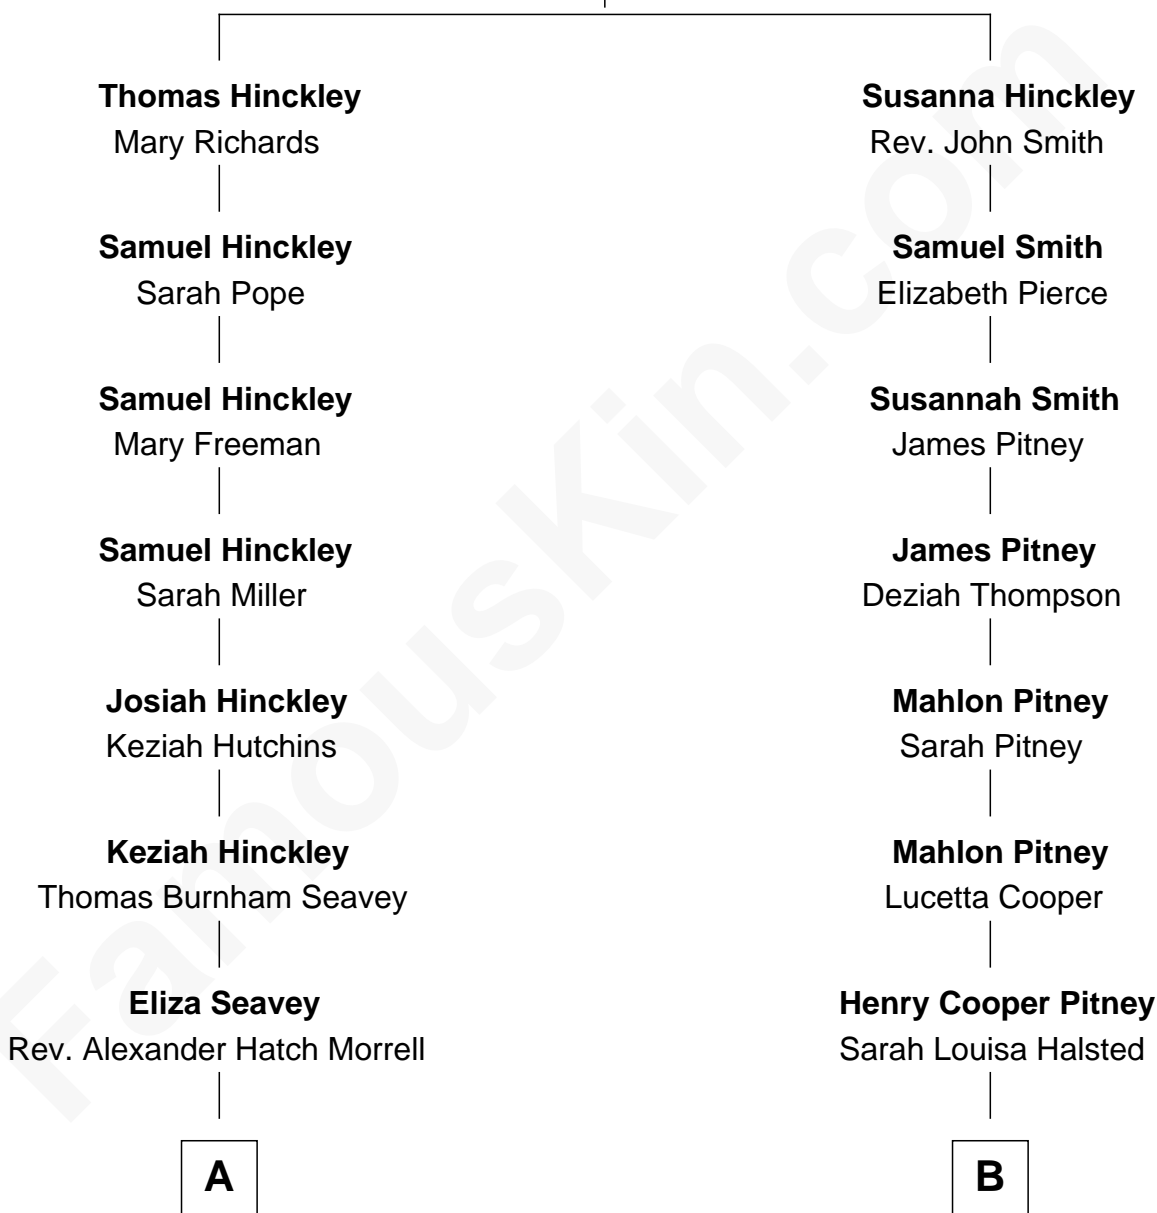 Thomas Hinckley
Mary Richards
Samuel Hinckley
Sarah Pope
Samuel Hinckley
Mary Freeman
Samuel Hinckley
Sarah Miller
Josiah Hinckley
Keziah Hutchins
Keziah Hinckley
Thomas Burnham Seavey
Eliza Seavey
Rev. Alexander Hatch Morrell
A
Susanna Hinckley
Rev. John Smith
Samuel Smith
Elizabeth Pierce
Susannah Smith
James Pitney
James Pitney
Deziah Thompson
Mahlon Pitney
Sarah Pitney
Mahlon Pitney
Lucetta Cooper
Henry Cooper Pitney
Sarah Louisa Halsted
B
FamousKin.com